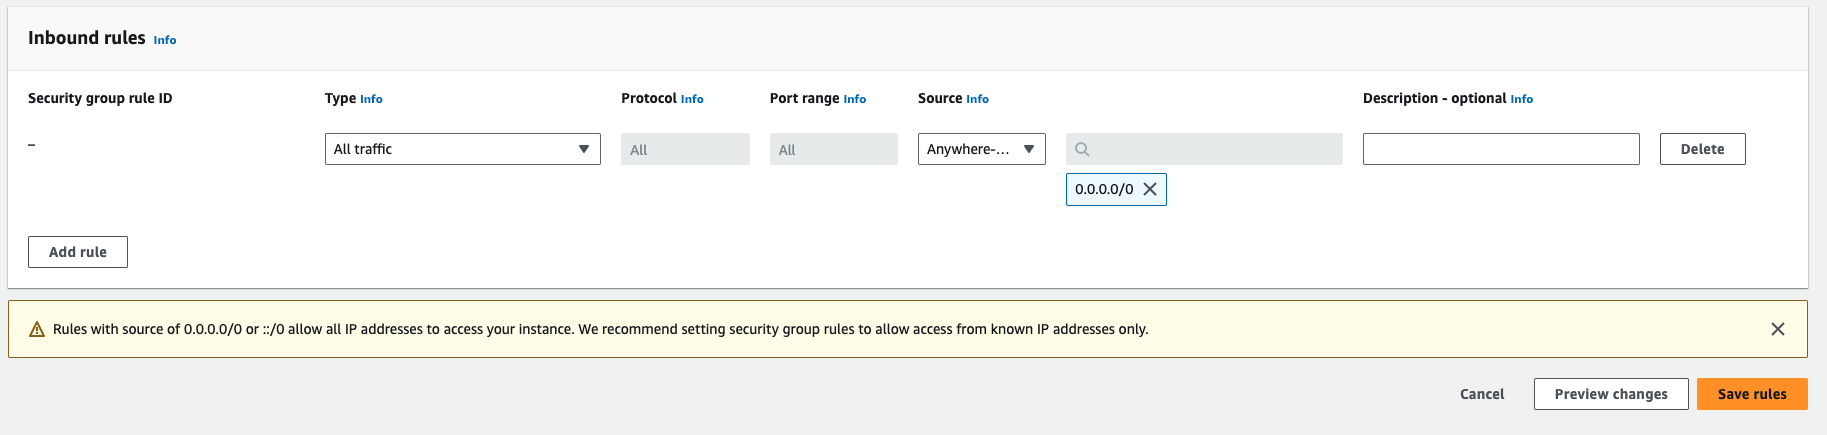 Inbound rules Info
Security group rule ID Type Info Protocol Info Port range Info Source Info Description - optional Info
– All traffic All All Anywhere-... Delete
0.0.0.0/0
Add rule
Rules with source of 0.0.0.0/0 or ::/0 allow all IP addresses to access your instance. We recommend setting security group rules to allow access from known IP addresses only.
Cancel Preview changes Save rules